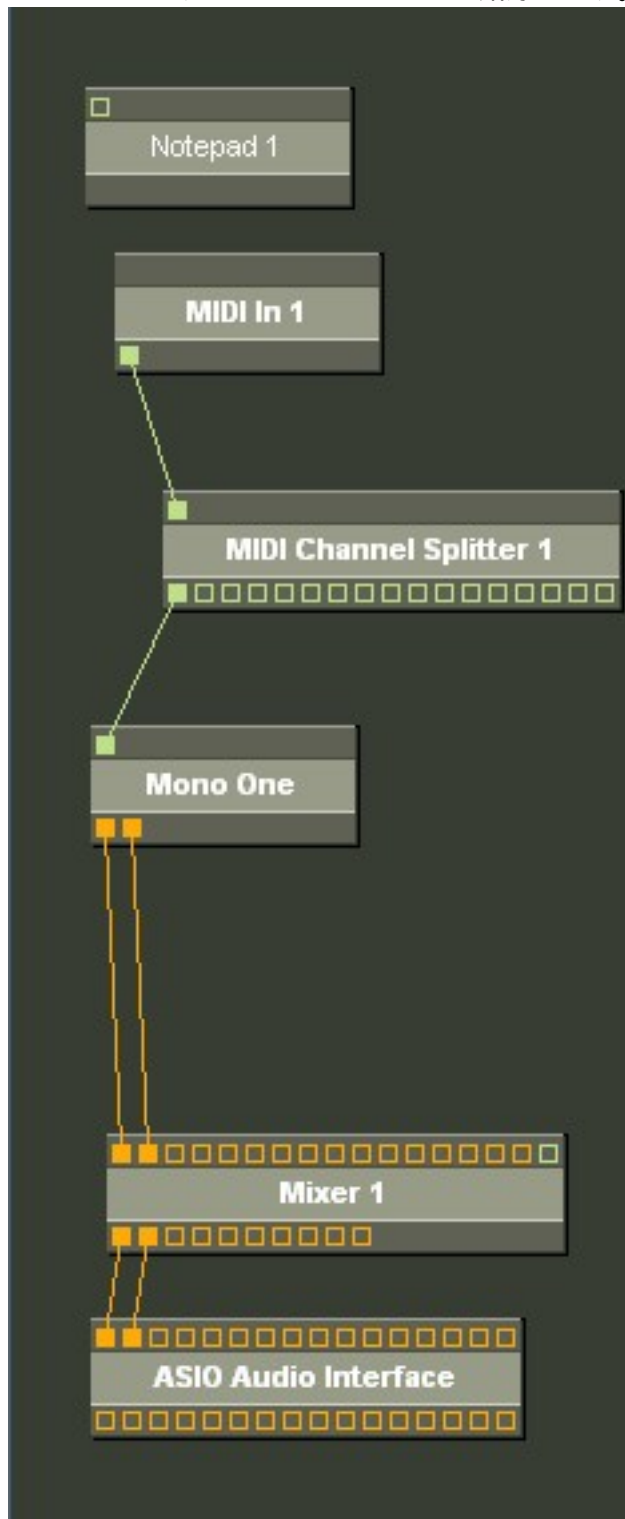 Notepad 1
MIDI In 1
MIDI Channel Splitter 1
Mono One
Mixer 1
ASIO Audio Interface